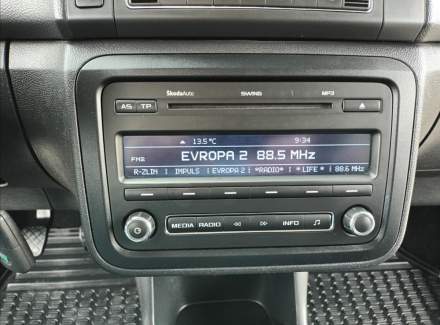 ŠkodaAuto SWING MP3
AS TP
13.5°C 9:34
FM2 EVROPA 2 88.5 MHz
R-ZLIN | IMPULS | EVROPA 2 | *RADIO* | *LIFE* | 88.6 MHz
MEDIA RADIO INFO